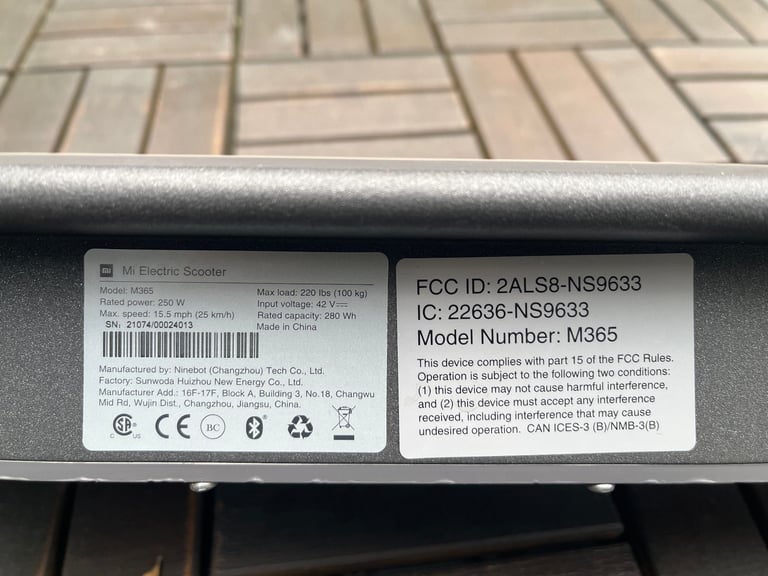 mi Mi Electric Scooter
Model: M365
Rated power: 250 W
Max. speed: 15.5 mph (25 km/h)
SN: 21074/00024013
Max load: 220 lbs (100 kg)
Input voltage: 42 V⎓
Rated capacity: 280 Wh
Made in China
Manufactured by: Ninebot (Changzhou) Tech Co., Ltd.
Factory: Sunwoda Huizhou New Energy Co., Ltd.
Manufacturer Add.: 16F-17F, Block A, Building 3, No.18, Changwu
Mid Rd, Wujin Dist., Changzhou, Jiangsu, China.
C SA US CE BC
FCC ID: 2ALS8-NS9633
IC: 22636-NS9633
Model Number: M365
This device complies with part 15 of the FCC Rules.
Operation is subject to the following two conditions:
(1) this device may not cause harmful interference,
and (2) this device must accept any interference
received, including interference that may cause
undesired operation. CAN ICES-3 (B)/NMB-3(B)